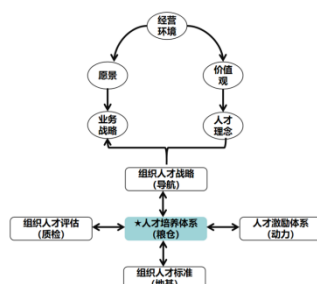 经营
环境
愿景
价值
观
业务
战略
人才
理念
组织人才战略
(导航)
组织人才评估
(质检)
★人才培养体系
(粮仓)
人才激励体系
(动力)
组织人才标准
(地基)